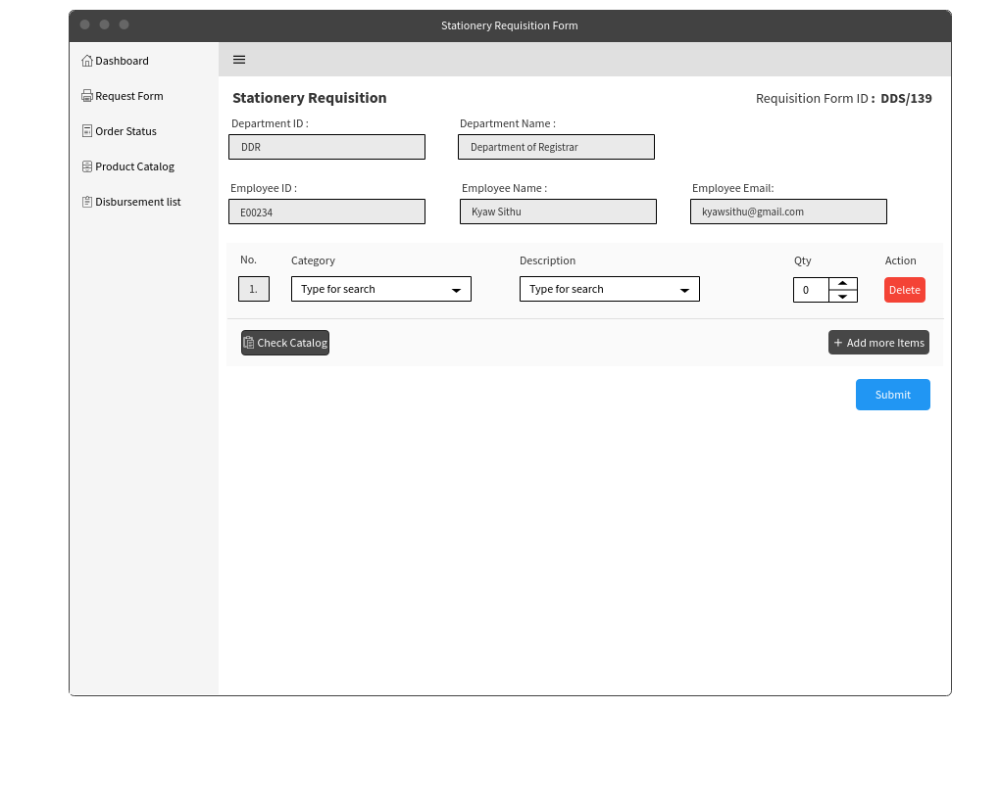 Stationery Requisition Form
Dashboard
Request Form
Order Status
Product Catalog
Disbursement list
Stationery Requisition
Requisition Form ID : DDS/139
Department ID :
Department Name :
DDR
Department of Registrar
Employee ID :
Employee Name :
Employee Email:
E00234
Kyaw Sithu
kyawsithu@gmail.com
No.
Category
Description
Qty
Action
1.
Type for search
Type for search
0
Delete
Check Catalog
+ Add more Items
Submit